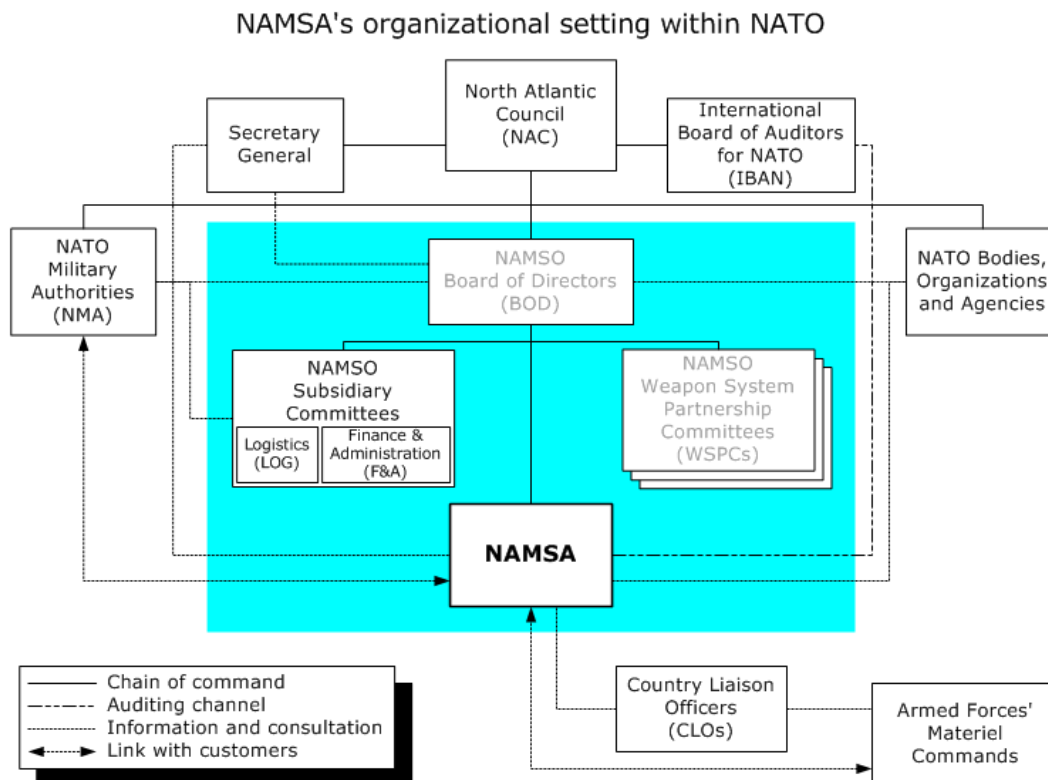 NAMSA's organizational setting within NATO
North Atlantic
Council
(NAC)
Secretary
General
International
Board of Auditors
for NATO
(IBAN)
NATO
Military
Authorities
(NMA)
NAMSO
Board of Directors
(BOD)
NATO Bodies,
Organizations
and Agencies
NAMSO
Subsidiary
Committees
Logistics
(LOG)
Finance &
Administration
(F&A)
NAMSO
Weapon System
Partnership
Committees
(WSPCs)
NAMSA
Chain of command
Auditing channel
Information and consultation
Link with customers
Country Liaison
Officers
(CLOs)
Armed Forces'
Materiel
Commands